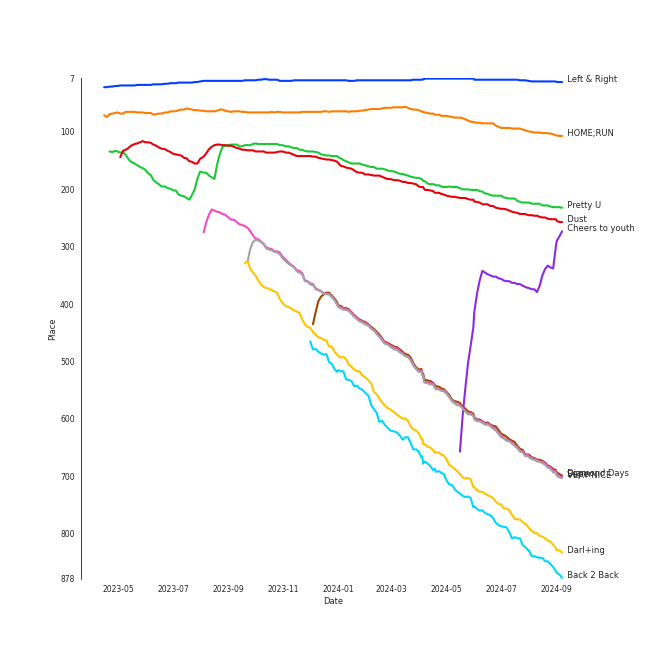 7
Left & Right
100
HOME;RUN
200
Pretty U
Dust
Cheers to youth
300
400
Place
500
600
700
Diamond Days
800
Darl+ing
878
Back 2 Back
2023-05 2023-07 2023-09 2023-11 2024-01 2024-03 2024-05 2024-07 2024-09
Date